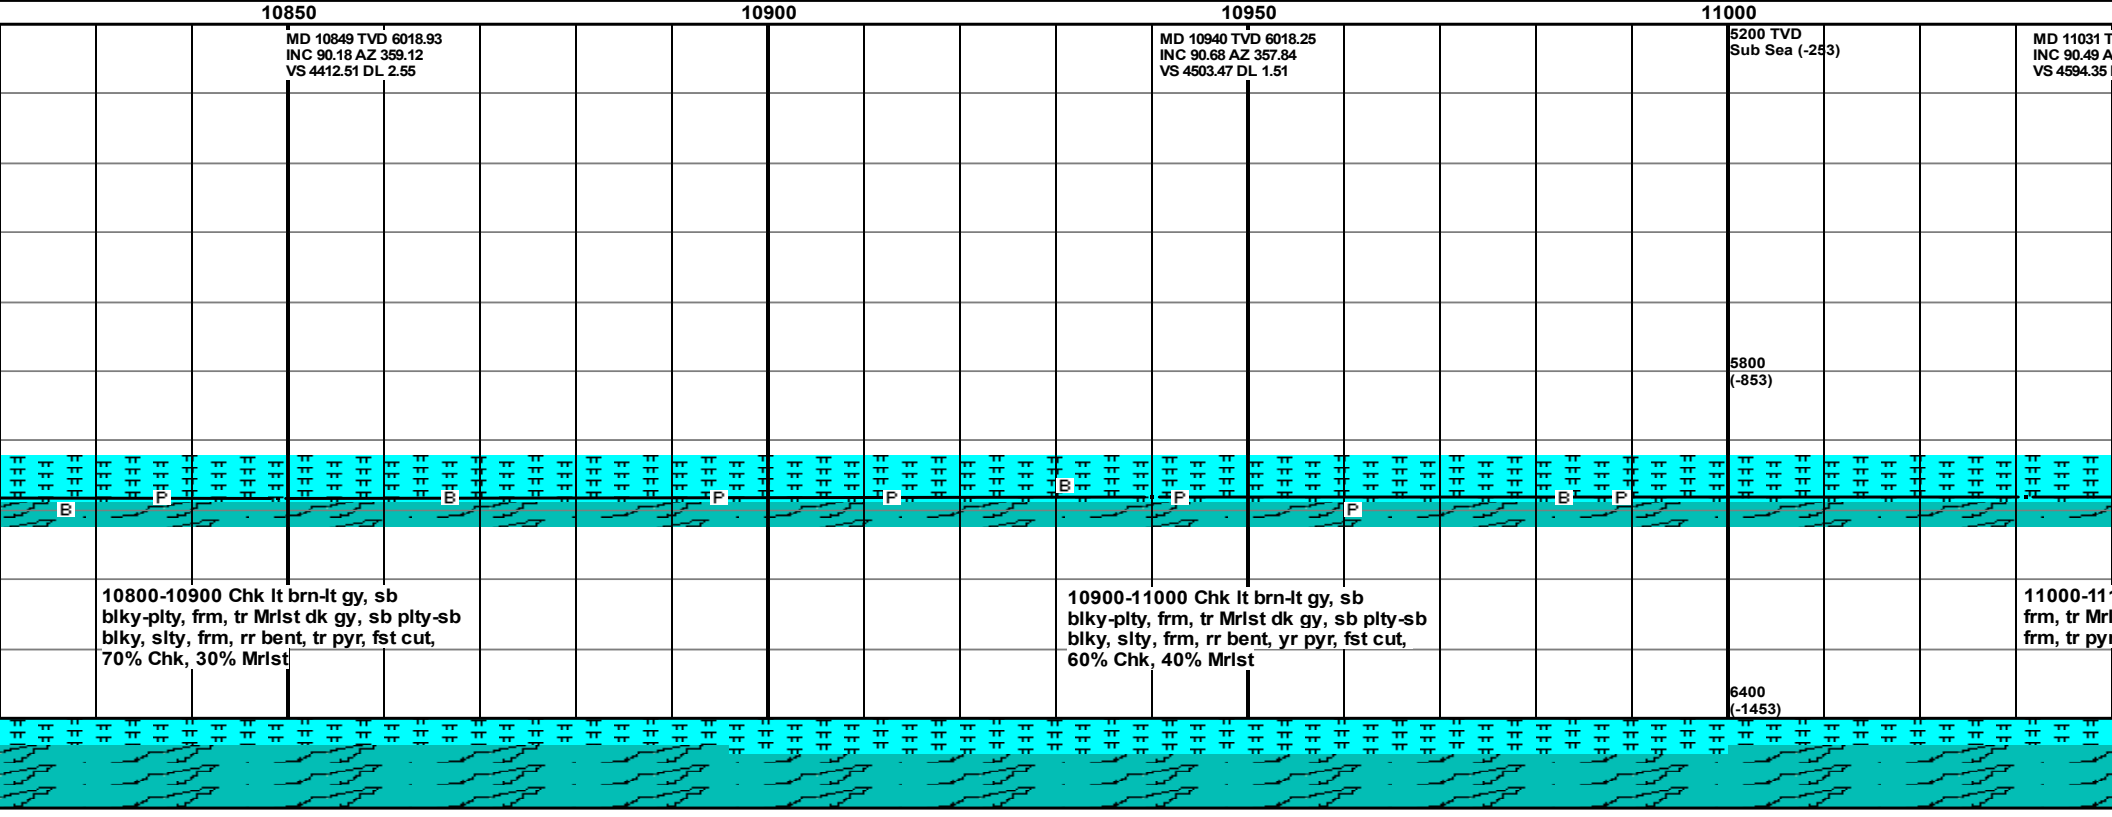 10850 10900 10950 11000
MD 10849 TVD 6018.93
INC 90.18 AZ 359.12
VS 4412.51 DL 2.55
MD 10940 TVD 6018.25
INC 90.68 AZ 357.84
VS 4503.47 DL 1.51
5200 TVD
Sub Sea (-253)
MD 11031 T
INC 90.49 A
VS 4594.35
5800
(-853)
B P B P P B P P B P
10800-10900 Chk lt brn-lt gy, sb
blky-plty, frm, tr Mrlst dk gy, sb plty-sb
blky, slty, frm, rr bent, tr pyr, fst cut,
70% Chk, 30% Mrlst
10900-11000 Chk lt brn-lt gy, sb
blky-plty, frm, tr Mrlst dk gy, sb plty-sb
blky, slty, frm, rr bent, yr pyr, fst cut,
60% Chk, 40% Mrlst
11000-11
frm, tr Mrl
frm, tr pyr
6400
(-1453)